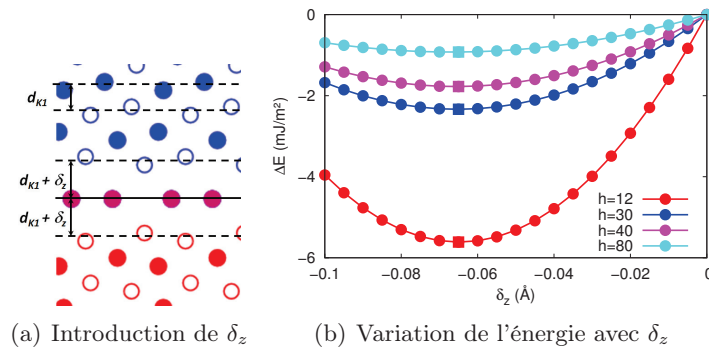 d_K1
d_K1 + δ_z
d_K1 + δ_z
0
−2
−4
−6
ΔE (mJ/m²)
h=12
h=30
h=40
h=80
−0.1
−0.08
−0.06
−0.04
−0.02
0
δ_z (Å)
(a) Introduction de δ_z
(b) Variation de l'énergie avec δ_z